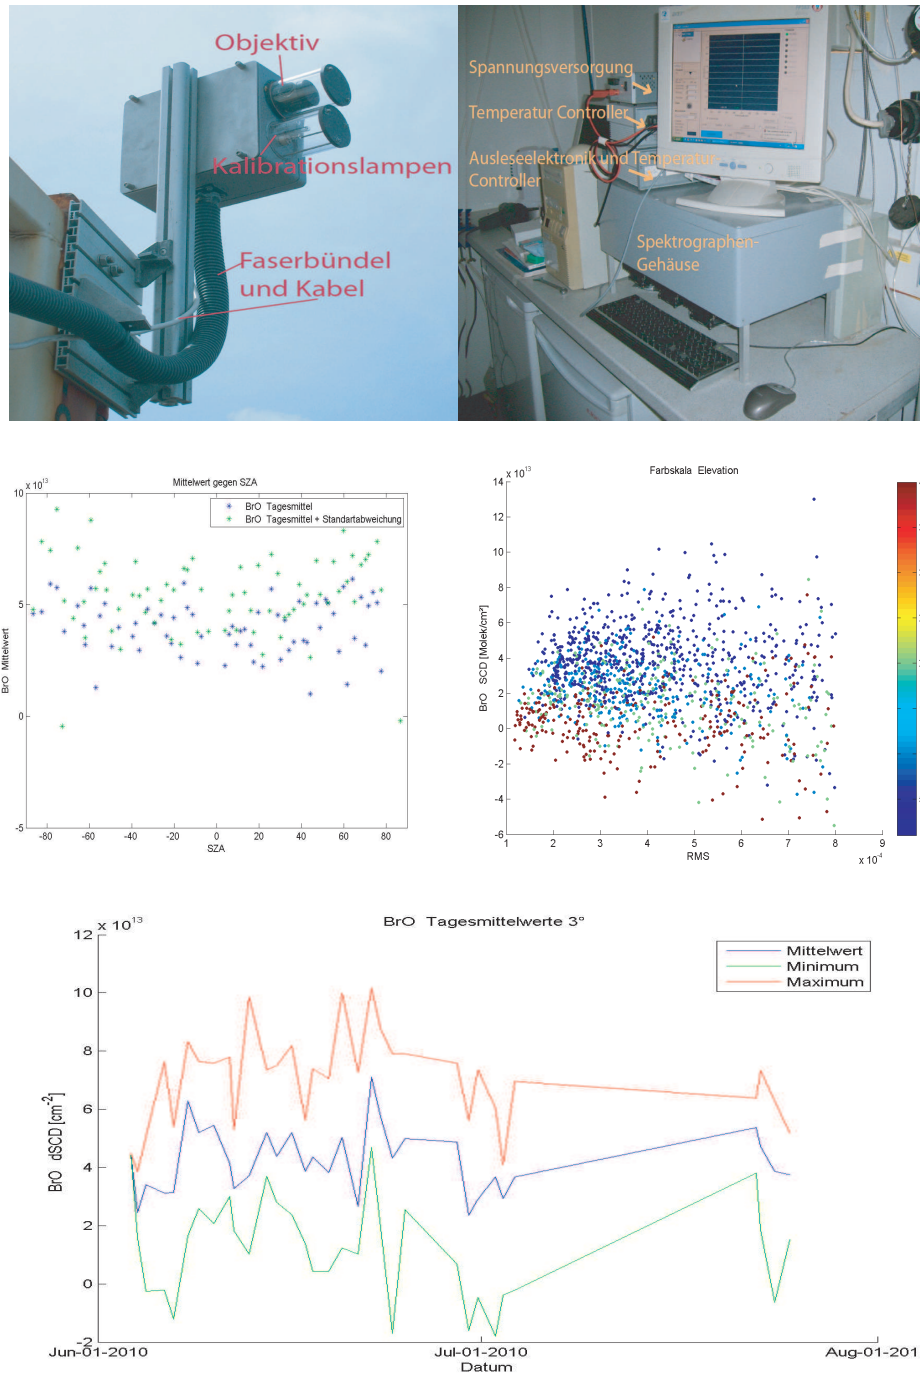 Objektiv
Kalibrationslampen
Faserbündel
und Kabel
Spannungsversorgung
Temperatur Controller
Ausleseelektronik und Temperatur
Controller
Spektrographen-
Gehäuse
Mittelwert gegen SZA
x 10^13
BrO Tagesmittel
BrO Tagesmittel + Standartabweichung
BrO Mittelwert
10
5
0
-5
-80 -60 -40 -20 0 20 40 60 80
SZA
Farbskala Elevation
x 10^13
BrO SCD [Molek/cm²]
14
12
10
8
6
4
2
0
-2
-4
-6
1 2 3 4 5 6 7 8 9
RMS
x 10^-4
BrO Tagesmittelwerte 3°
x 10^13
Mittelwert
Minimum
Maximum
BrO dSCD [cm^-2]
12
10
8
6
4
2
0
-2
Jun-01-2010 Jul-01-2010 Aug-01-201
Datum